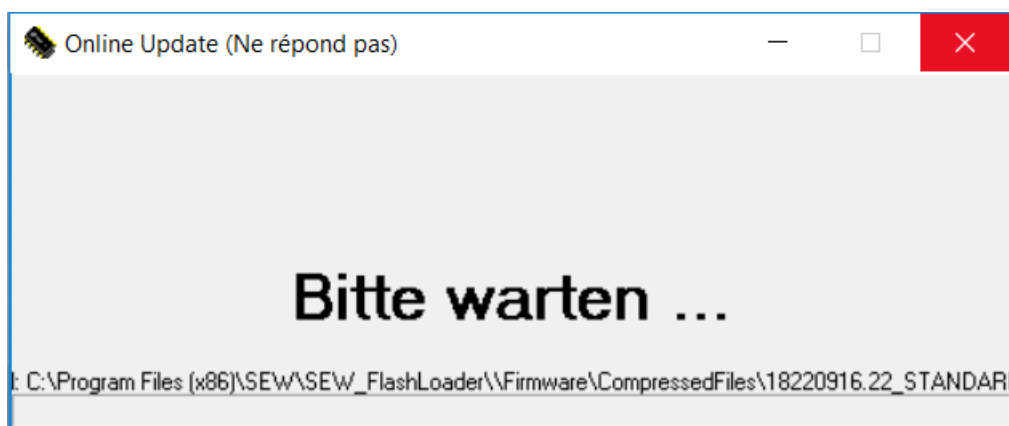 Online Update (Ne répond pas)
Bitte warten ...
: C:\Program Files (x86)\SEW\SEW_FlashLoader\\Firmware\CompressedFiles\18220916.22_STANDAR